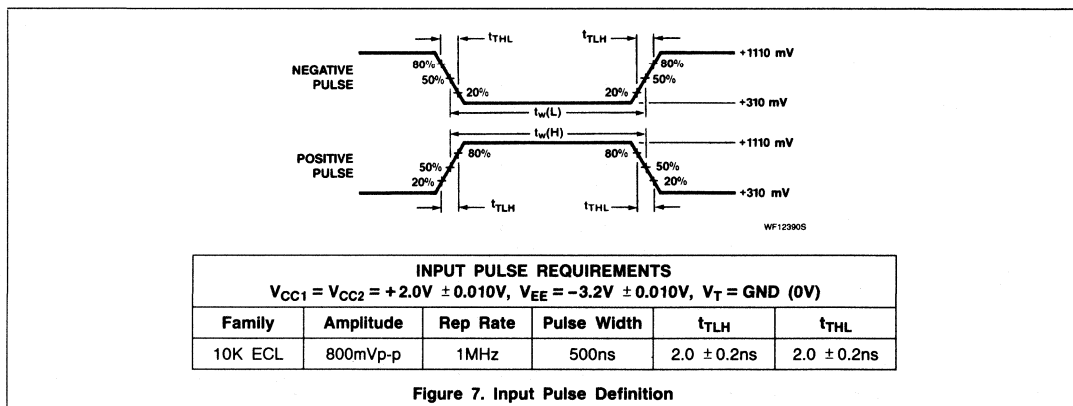 tTHL tTLH
+1110 mV
80% 80%
NEGATIVE PULSE
50% 50%
20% 20%
+310 mV
tw(L)
tw(H)
+1110 mV
80% 80%
POSITIVE PULSE
50% 50%
20% 20%
+310 mV
tTLH tTHL
WF12390S
INPUT PULSE REQUIREMENTS
VCC1 = VCC2 = +2.0V ±0.010V, VEE = -3.2V ±0.010V, VT = GND (0V)
Family Amplitude Rep Rate Pulse Width tTLH tTHL
10K ECL 800mVp-p 1MHz 500ns 2.0 ±0.2ns 2.0 ±0.2ns
Figure 7. Input Pulse Definition